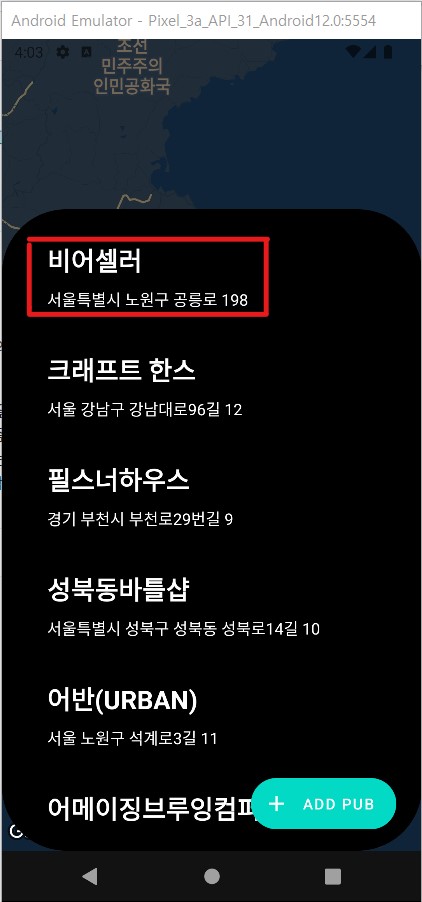 Android Emulator - Pixel_3a_API_31_Android12.0:5554
4:03
조선
민주주의
인민공화국
비어셀러
서울특별시 노원구 공릉로 198
크래프트 한스
서울 강남구 강남대로96길 12
필스너하우스
경기 부천시 부천로29번길 9
성북동바틀샵
서울특별시 성북구 성북동 성북로14길 10
어반(URBAN)
서울 노원구 석계로3길 11
어메이징브루잉컴퍼
ADD PUB